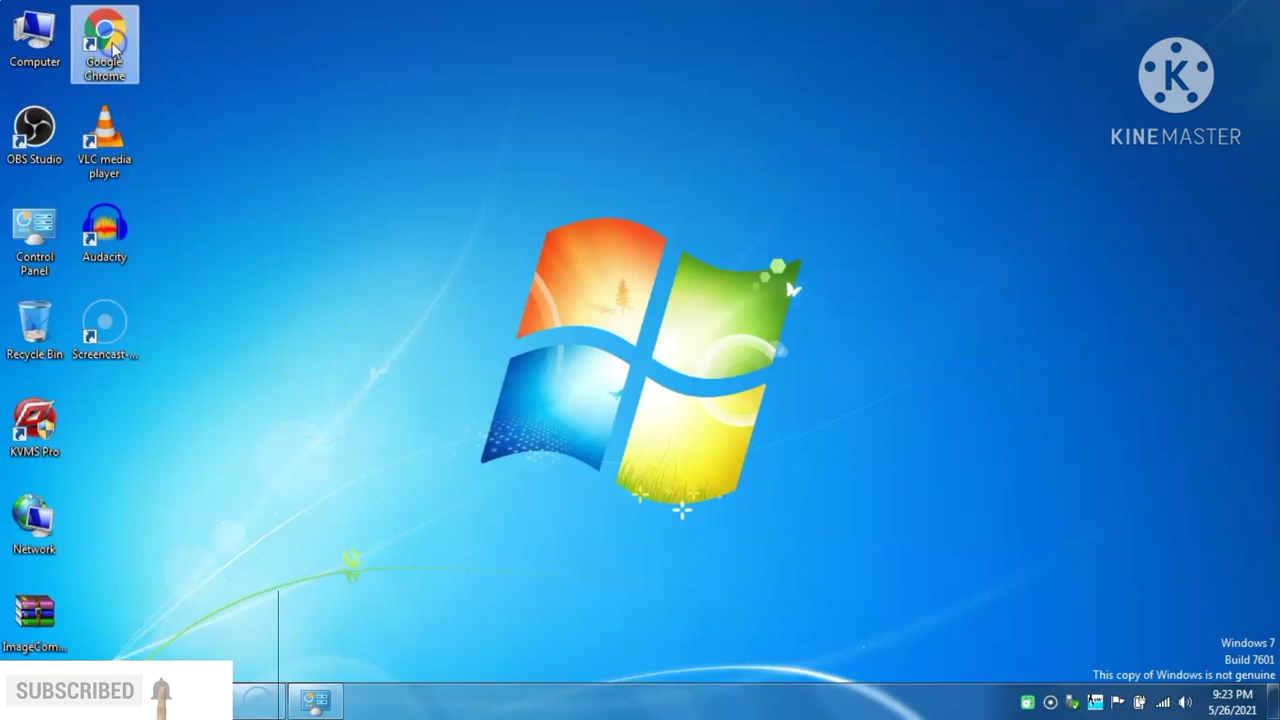 Computer
Google
Chrome
OBS Studio
VLC media
player
Control
Panel
Audacity
Recycle Bin
Screencast-...
KVMS Pro
Network
ImageCom...
K
KINEMASTER
Windows 7
Build 7601
This copy of Windows is not genuine
SUBSCRIBED
9:23 PM
5/26/2021